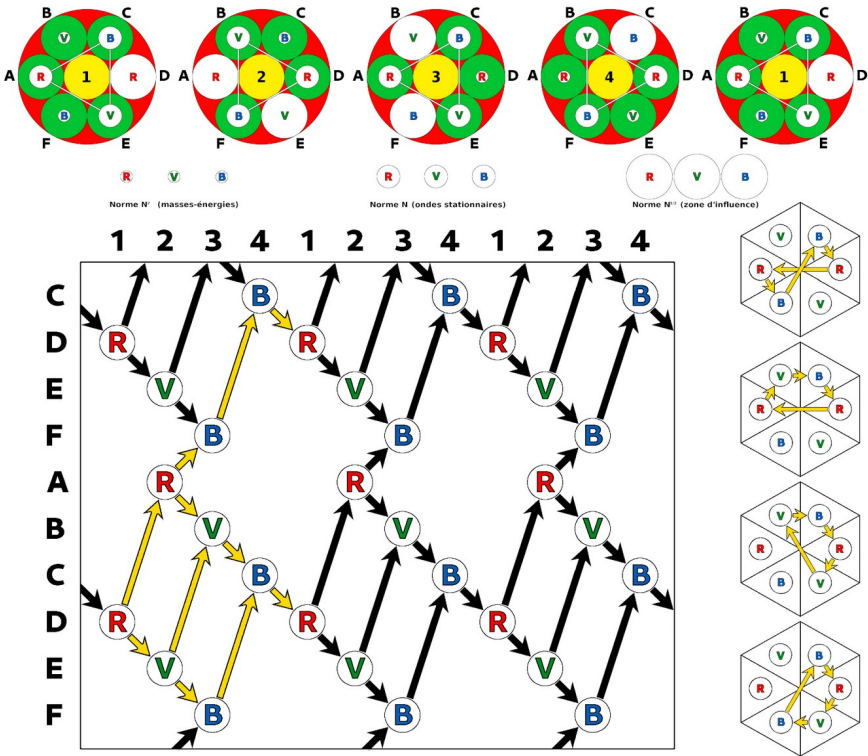 B C B C B C B C B C
V B V B V B V B V B
A R 1 R D A R 2 R D A R 3 R D A R 4 R D A R 1 R D
B V B V B V B V B V
F E F E F E F E F E
R V B R V B R V B
Norme N' (masses-énergies) Norme N (ondes stationnaires) Norme N''' (zone d'influence)
1 2 3 4 1 2 3 4 1 2 3 4
C B B B
D R R R
E V V V
F B B B
A R R R
B V V V
C B B B
D R R R
E V V V
F B B B
V B
R R
B V
V B
R R
B V
V B
R R
B V
V B
R R
B V